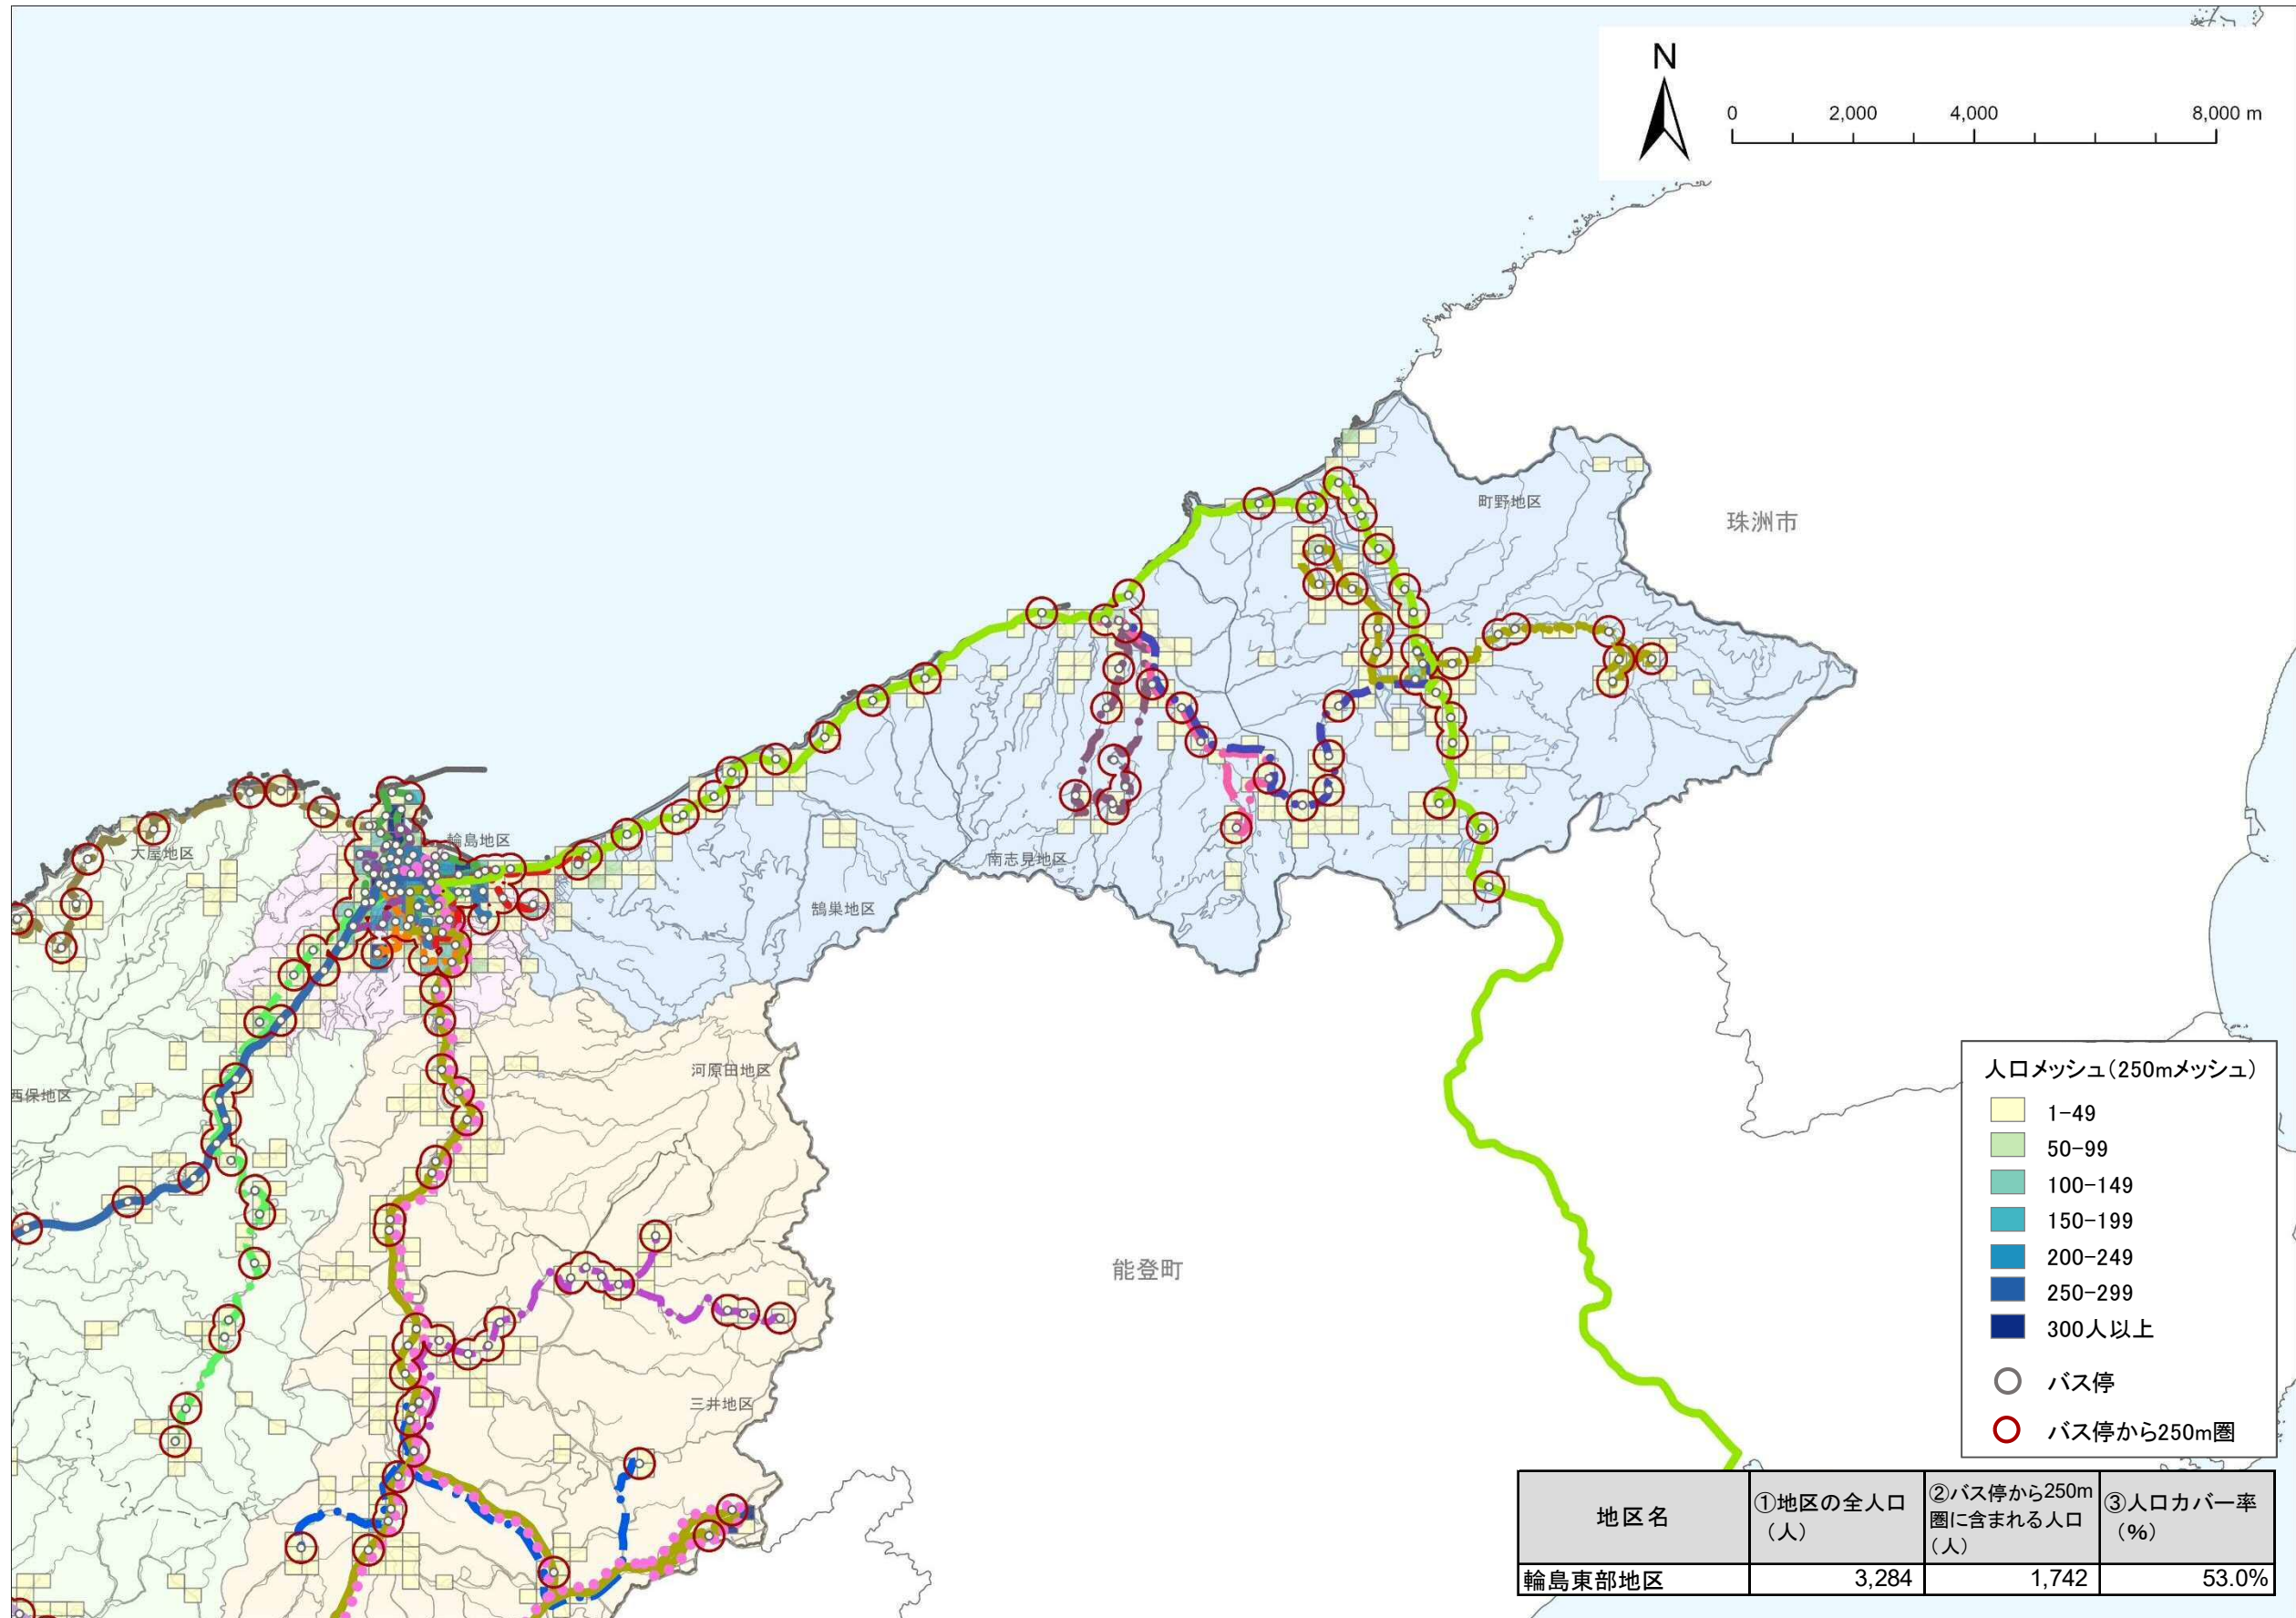 N
0 2,000 4,000 8,000 m
町野地区
珠洲市
輪島地区
大屋地区
南志見地区
鵠巣地区
河原田地区
西保地区
能登町
三井地区
人口メッシュ(250mメッシュ)
1-49
50-99
100-149
150-199
200-249
250-299
300人以上
バス停
バス停から250m圏
地区名 ①地区の全人口(人) ②バス停から250m圏に含まれる人口(人) ③人口カバー率(%)
輪島東部地区 3,284 1,742 53.0%